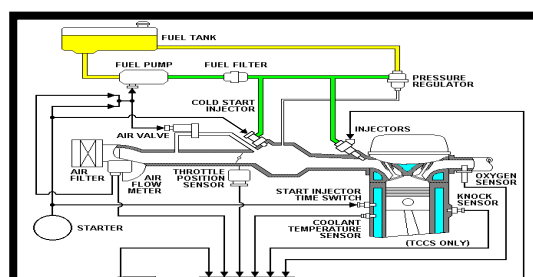 FUEL TANK
FUEL PUMP
FUEL FILTER
PRESSURE
REGULATOR
COLD START
INJECTOR
AIR VALVE
INJECTORS
AIR
FILTER
AIR
FLOW
METER
THROTTLE
POSITION
SENSOR
OXYGEN
SENSOR
START INJECTOR
TIME SWITCH
KNOCK
SENSOR
STARTER
COOLANT
TEMPERATURE
SENSOR
(TCCS ONLY)